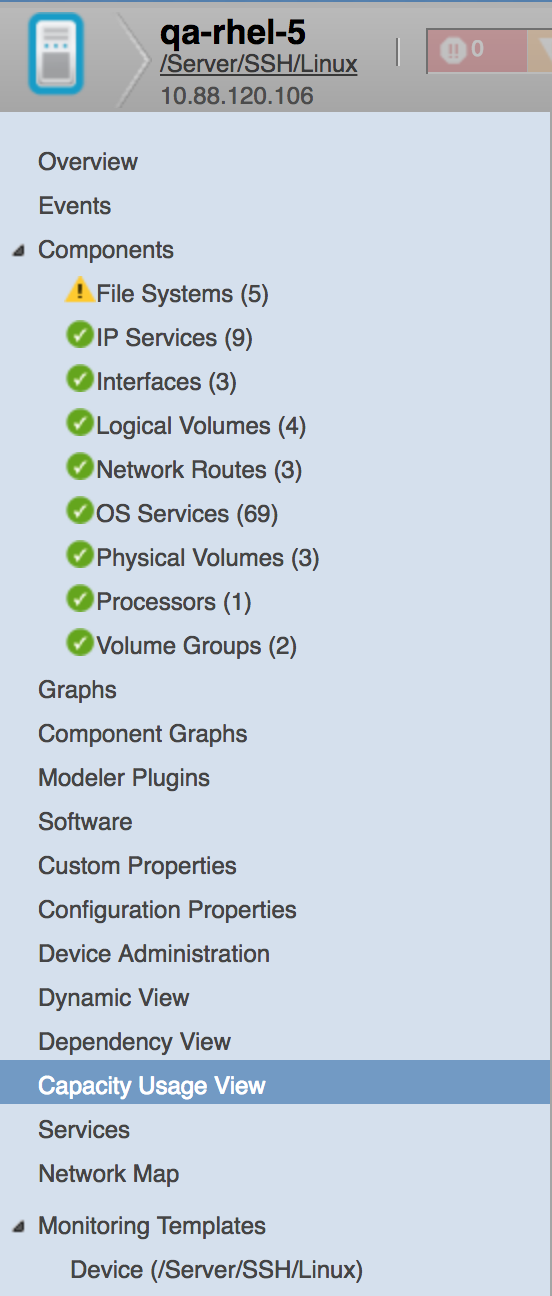 qa-rhel-5
/Server/SSH/Linux
0
10.88.120.106
Overview
Events
Components
File Systems (5)
IP Services (9)
Interfaces (3)
Logical Volumes (4)
Network Routes (3)
OS Services (69)
Physical Volumes (3)
Processors (1)
Volume Groups (2)
Graphs
Component Graphs
Modeler Plugins
Software
Custom Properties
Configuration Properties
Device Administration
Dynamic View
Dependency View
Capacity Usage View
Services
Network Map
Monitoring Templates
Device (/Server/SSH/Linux)